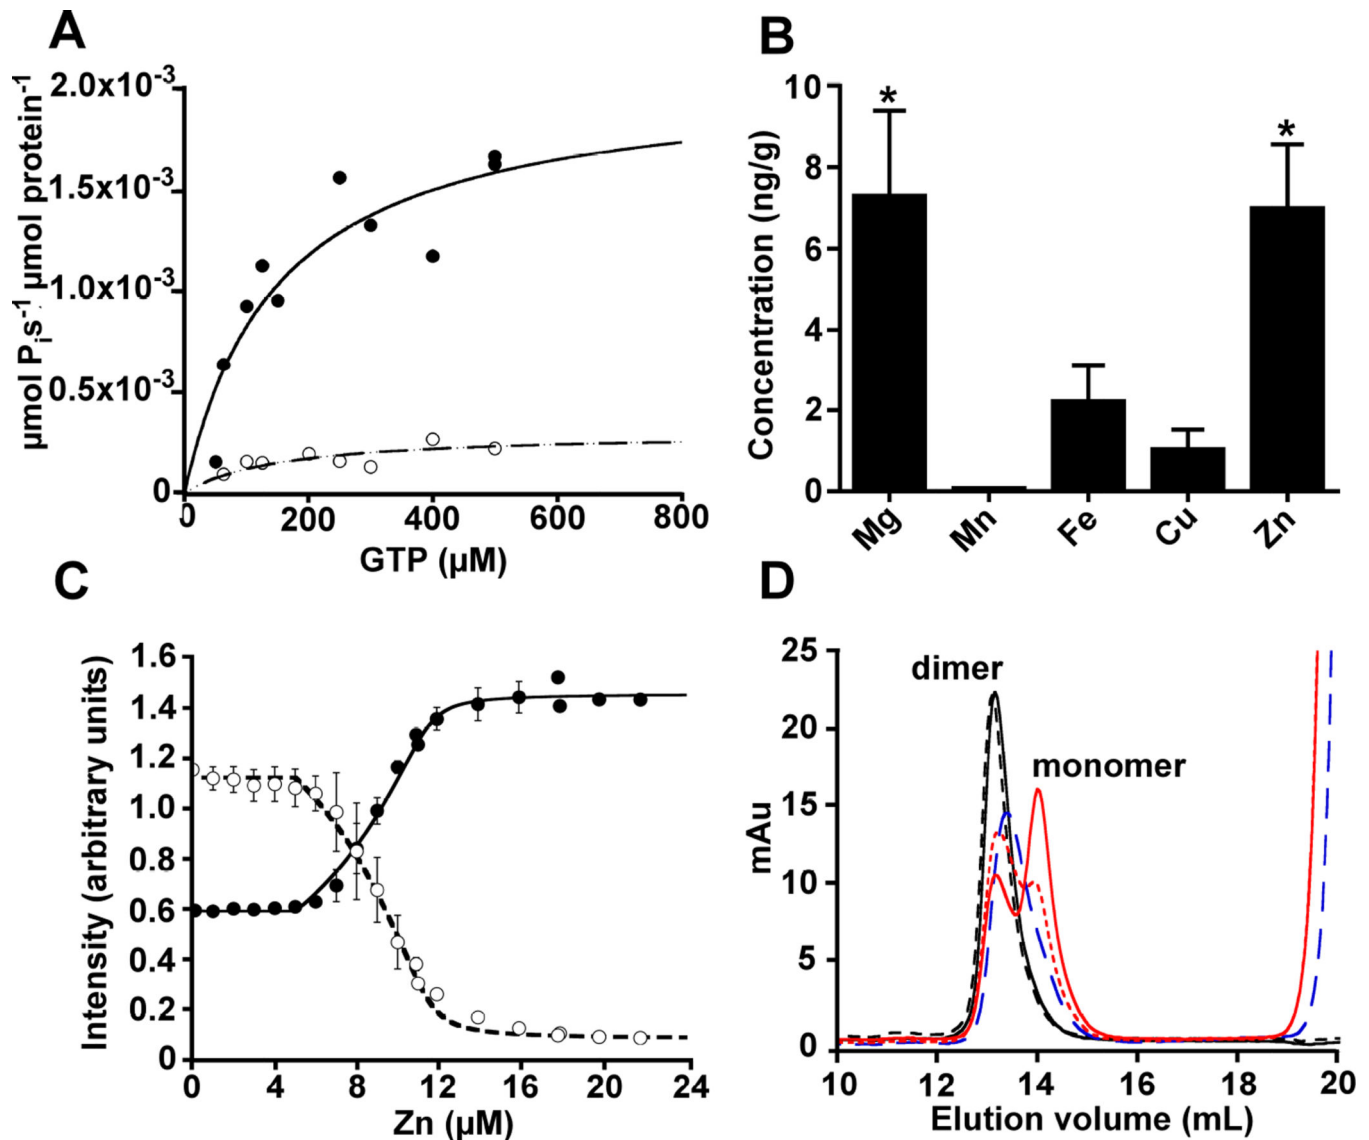 A
µmol Pᵢs⁻¹ µmol protein⁻¹
2.0x10⁻³
1.5x10⁻³
1.0x10⁻³
0.5x10⁻³
0
0 200 400 600 800
GTP (µM)
B
Concentration (ng/g)
10
8
6
4
2
0
* *
Mg Mn Fe Cu Zn
C
Intensity (arbitrary units)
1.6
1.4
1.2
1.0
0.8
0.6
0.4
0.2
0
0 4 8 12 16 20 24
Zn (µM)
D
mAu
25
20
15
10
5
0
dimer
monomer
10 12 14 16 18 20
Elution volume (mL)